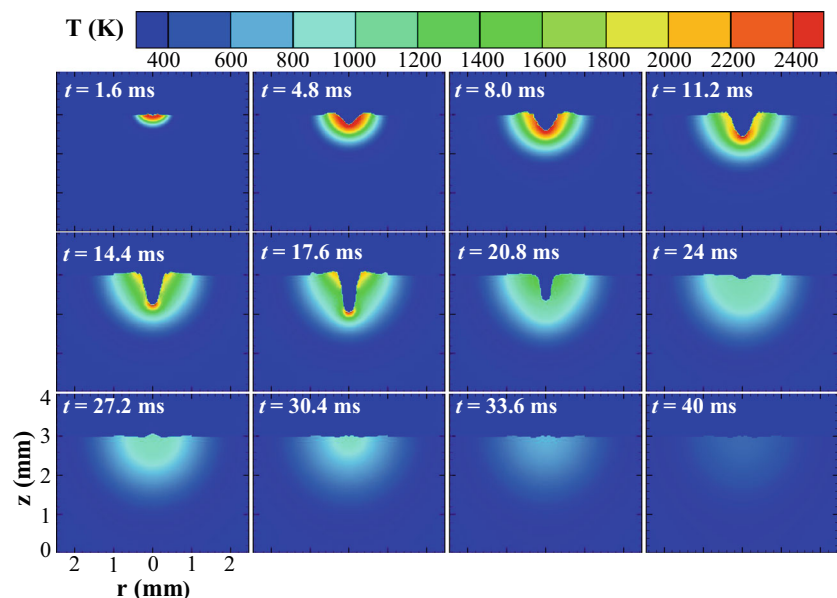 T (K)
400 600 800 1000 1200 1400 1600 1800 2000 2200 2400
t = 1.6 ms t = 4.8 ms t = 8.0 ms t = 11.2 ms
t = 14.4 ms t = 17.6 ms t = 20.8 ms t = 24 ms
4
t = 27.2 ms t = 30.4 ms t = 33.6 ms t = 40 ms
3
2
1
0
z (mm)
2 1 0 1 2
r (mm)